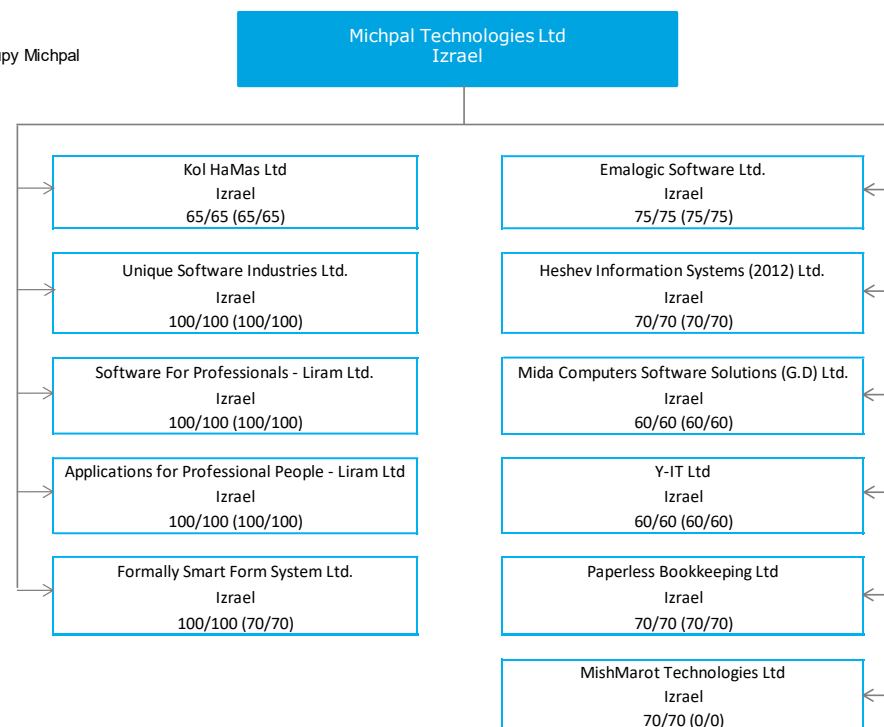 Michpal Technologies Ltd
Izrael
Michpal
Kol HaMas Ltd
Izrael
65/65 (65/65)
Unique Software Industries Ltd.
Izrael
100/100 (100/100)
Software For Professionals - Liram Ltd.
Izrael
100/100 (100/100)
Applications for Professional People - Liram Ltd
Izrael
100/100 (100/100)
Formally Smart Form System Ltd.
Izrael
100/100 (70/70)
Emalogic Software Ltd.
Izrael
75/75 (75/75)
Heshev Information Systems (2012) Ltd.
Izrael
70/70 (70/70)
Mida Computers Software Solutions (G.D) Ltd.
Izrael
60/60 (60/60)
Y-IT Ltd
Izrael
60/60 (60/60)
Paperless Bookkeeping Ltd
Izrael
70/70 (70/70)
MishMarot Technologies Ltd
Izrael
70/70 (0/0)